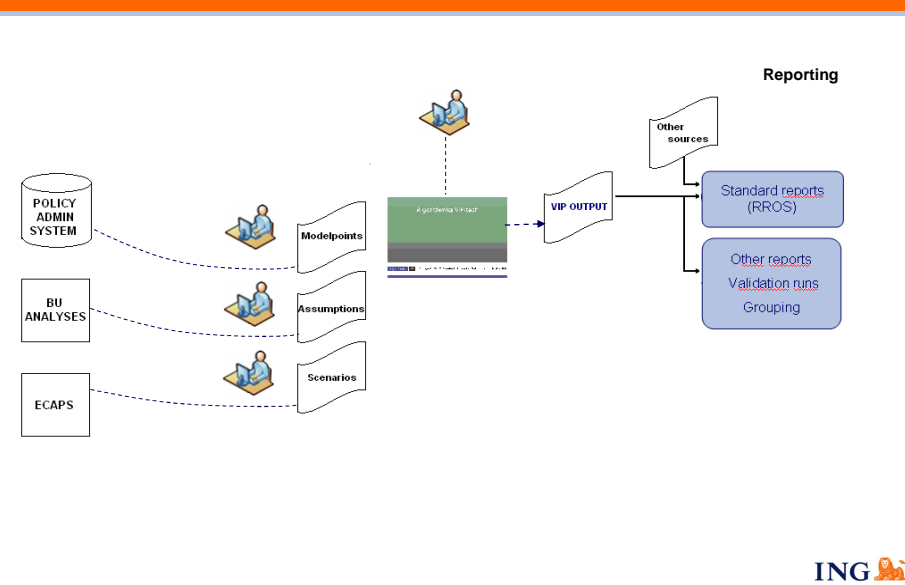 Reporting
Other
sources
POLICY
ADMIN
SYSTEM
Modelpoints
VIP OUTPUT
Standard reports
(RROS)
BU
ANALYSES
Assumptions
Other reports
Validation runs
Grouping
ECAPS
Scenarios
ING